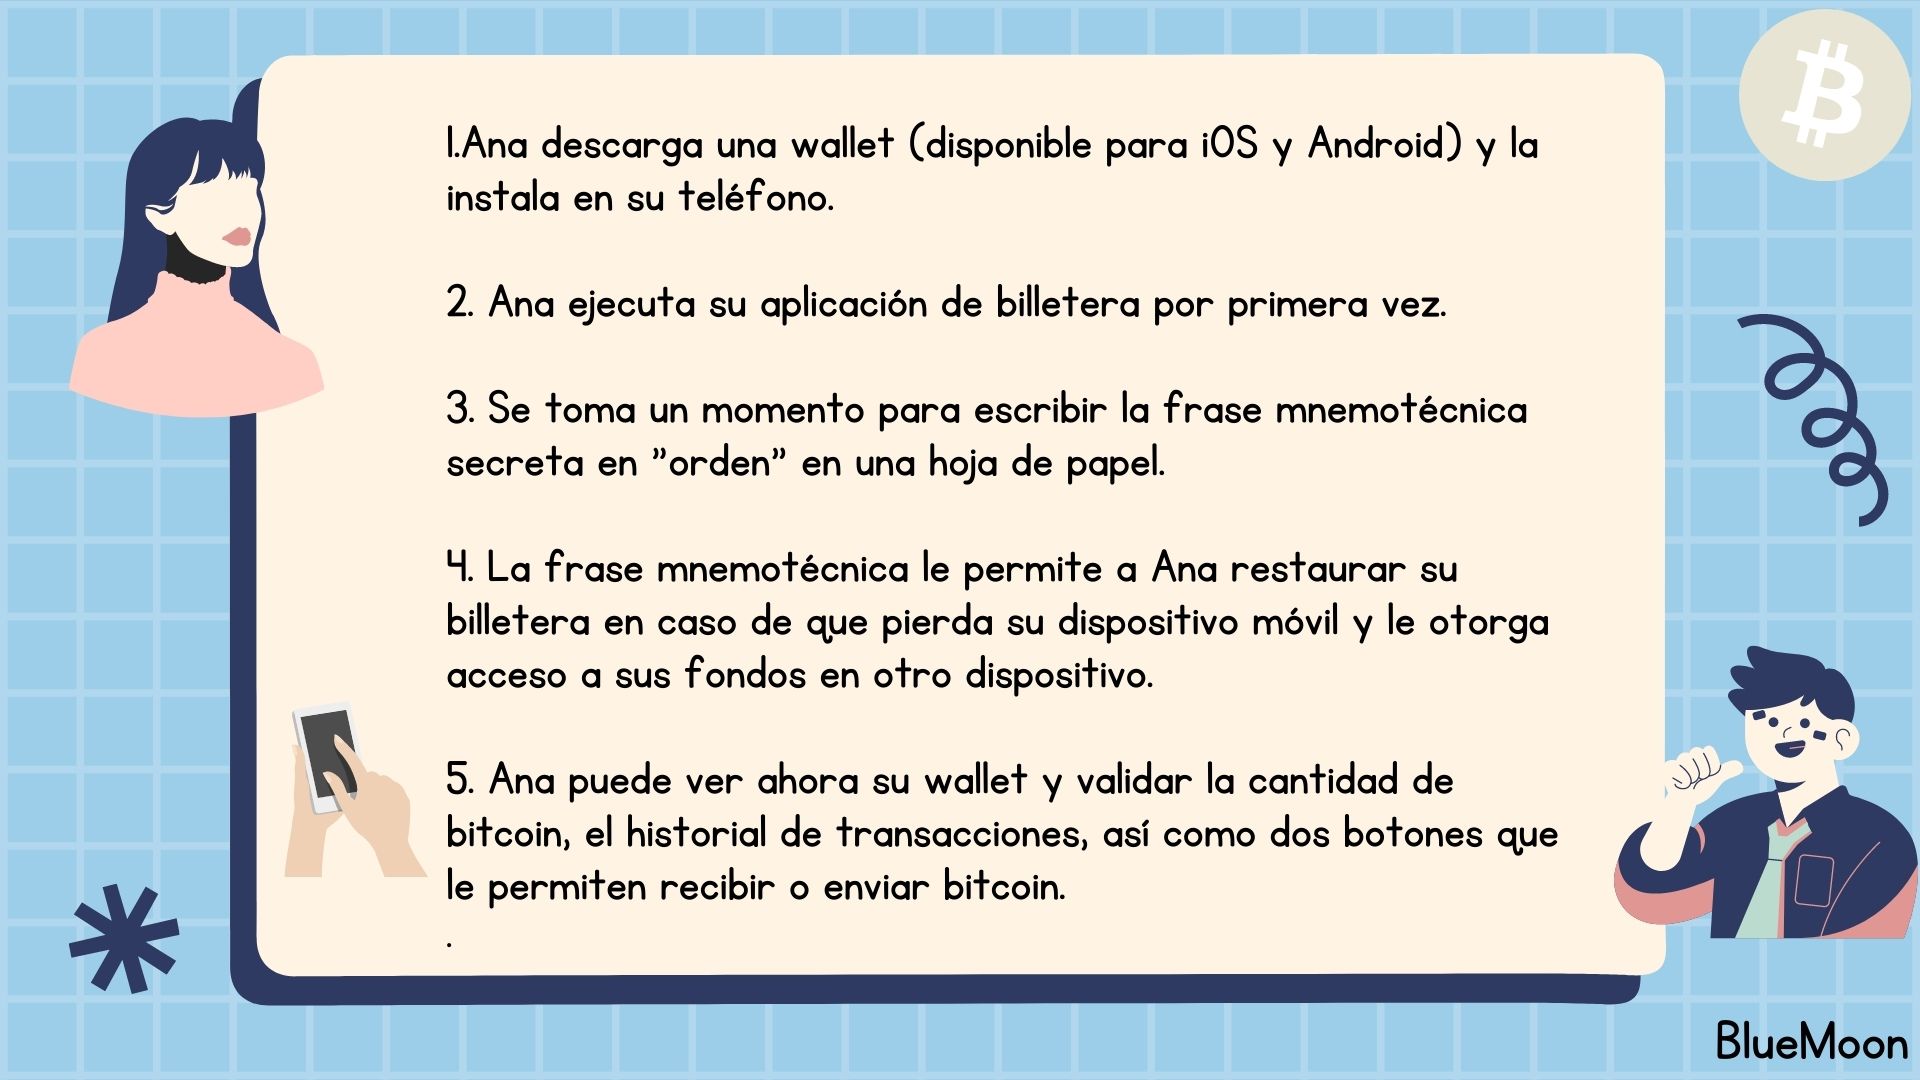 1.Ana descarga una wallet (disponible para iOS y Android) y la
instala en su teléfono.
2. Ana ejecuta su aplicación de billetera por primera vez.
3. Se toma un momento para escribir la frase mnemotécnica
secreta en ”orden” en una hoja de papel.
4. La frase mnemotécnica le permite a Ana restaurar su
billetera en caso de que pierda su dispositivo móvil y le otorga
acceso a sus fondos en otro dispositivo.
5. Ana puede ver ahora su wallet y validar la cantidad de
bitcoin, el historial de transacciones, así como dos botones que
le permiten recibir o enviar bitcoin.
.
BlueMoon